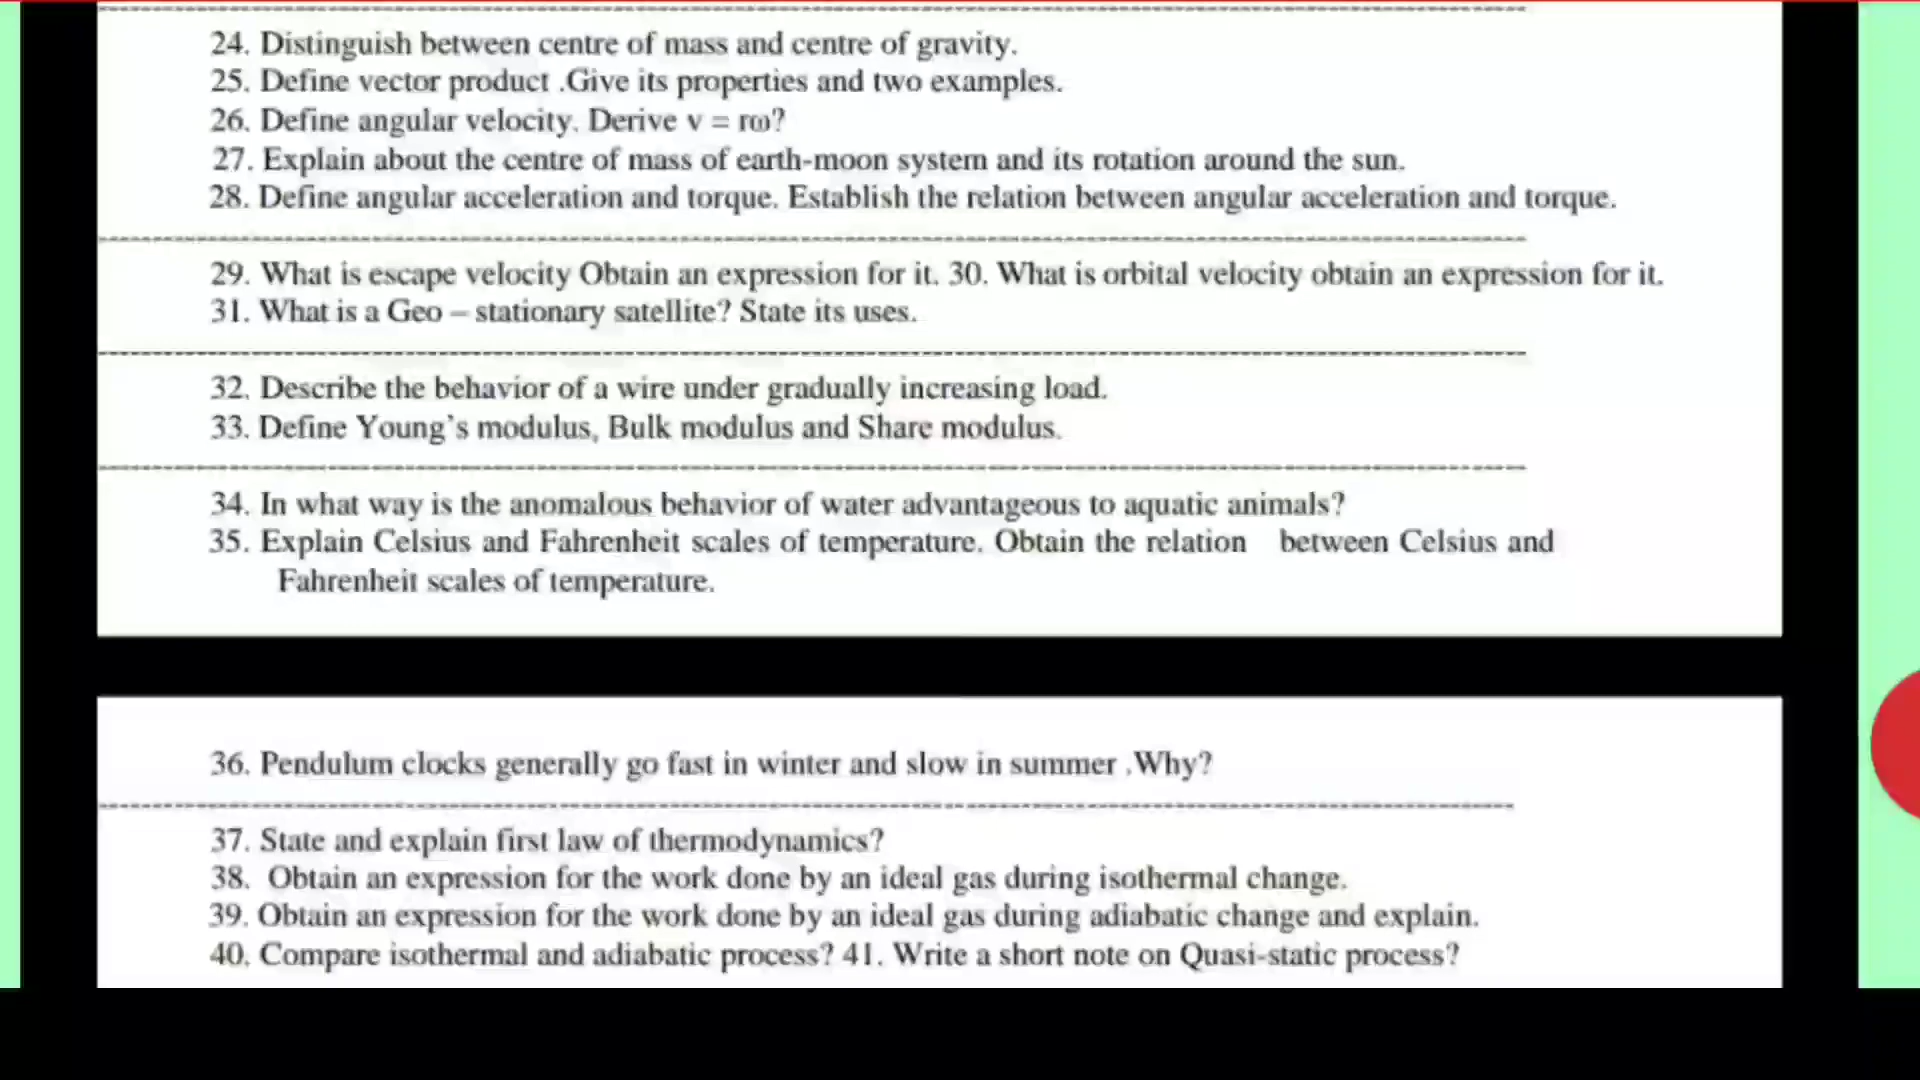 24. Distinguish between centre of mass and centre of gravity.
25. Define vector product .Give its properties and two examples.
26. Define angular velocity. Derive v = rω?
27. Explain about the centre of mass of earth-moon system and its rotation around the sun.
28. Define angular acceleration and torque. Establish the relation between angular acceleration and torque.
29. What is escape velocity Obtain an expression for it. 30. What is orbital velocity obtain an expression for it.
31. What is a Geo – stationary satellite? State its uses.
32. Describe the behavior of a wire under gradually increasing load.
33. Define Young's modulus, Bulk modulus and Share modulus.
34. In what way is the anomalous behavior of water advantageous to aquatic animals?
35. Explain Celsius and Fahrenheit scales of temperature. Obtain the relation between Celsius and
Fahrenheit scales of temperature.
36. Pendulum clocks generally go fast in winter and slow in summer .Why?
37. State and explain first law of thermodynamics?
38. Obtain an expression for the work done by an ideal gas during isothermal change.
39. Obtain an expression for the work done by an ideal gas during adiabatic change and explain.
40. Compare isothermal and adiabatic process? 41. Write a short note on Quasi-static process?